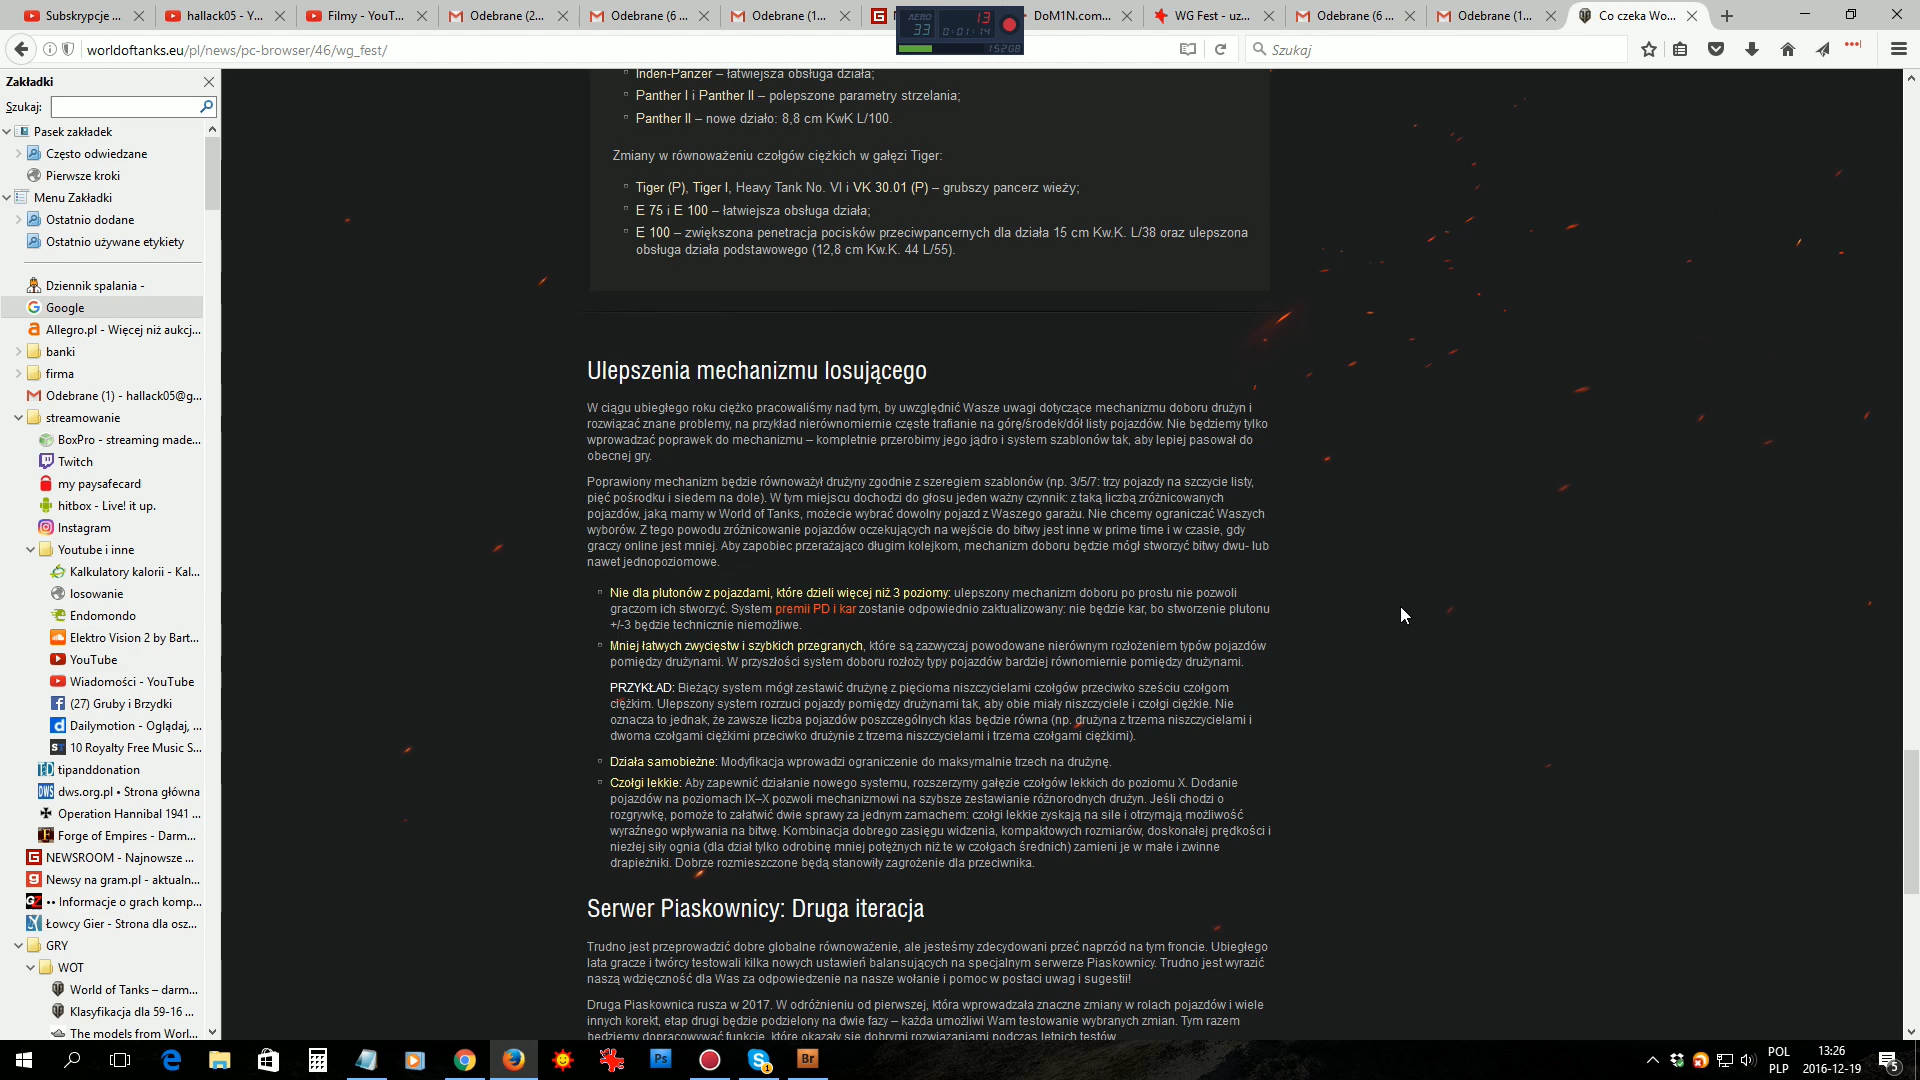 Subskrypcje ...
hallack05 - Y...
Filmy - YouT...
Odebrane (2...
Odebrane (6 ...
Odebrane (1...
DoM1N.com...
WG Fest - uz...
Odebrane (6 ...
Odebrane (1...
Co czeka Wo...
AERO
33
13
0:01:14
152GB
worldoftanks.eu/pl/news/pc-browser/46/wg_fest/
Szukaj
Zakładki
Szukaj:
Pasek zakładek
Często odwiedzane
Pierwsze kroki
Menu Zakładki
Ostatnio dodane
Ostatnio używane etykiety
Dziennik spalania -
Google
Allegro.pl - Więcej niż aukcj...
banki
firma
Odebrane (1) - hallack05@g...
streamowanie
BoxPro - streaming made...
Twitch
my paysafecard
hitbox - Live! it up.
Instagram
Youtube i inne
Kalkulatory kalorii - Kal...
losowanie
Endomondo
Elektro Vision 2 by Bart...
YouTube
Wiadomości - YouTube
(27) Gruby i Brzydki
Dailymotion - Oglądaj, ...
10 Royalty Free Music S...
tipanddonation
dws.org.pl • Strona główna
Operation Hannibal 1941 ...
Forge of Empires - Darm...
NEWSROOM - Najnowsze ...
Newsy na gram.pl - aktualn...
•• Informacje o grach komp...
Łowcy Gier - Strona dla osz...
GRY
WOT
World of Tanks – darm...
Klasyfikacja dla 59-16 ...
The models from Worl...
Inden-Panzer – łatwiejsza obsługa działa;
Panther I i Panther II – polepszone parametry strzelania;
Panther II – nowe działo: 8,8 cm KwK L/100.
Zmiany w równoważeniu czołgów ciężkich w gałęzi Tiger:
Tiger (P), Tiger I, Heavy Tank No. VI i VK 30.01 (P) – grubszy pancerz wieży;
E 75 i E 100 – łatwiejsza obsługa działa;
E 100 – zwiększona penetracja pocisków przeciwpancernych dla działa 15 cm Kw.K. L/38 oraz ulepszona
obsługa działa podstawowego (12,8 cm Kw.K. 44 L/55).
Ulepszenia mechanizmu losującego
W ciągu ubiegłego roku ciężko pracowaliśmy nad tym, by uwzględnić Wasze uwagi dotyczące mechanizmu doboru drużyn i
rozwiązać znane problemy, na przykład nierównomiernie częste trafianie na górę/środek/dół listy pojazdów. Nie będziemy tylko
wprowadzać poprawek do mechanizmu – kompletnie przerobimy jego jądro i system szablonów tak, aby lepiej pasował do
obecnej gry.
Poprawiony mechanizm będzie równoważył drużyny zgodnie z szeregiem szablonów (np. 3/5/7: trzy pojazdy na szczycie listy,
pięć pośrodku i siedem na dole). W tym miejscu dochodzi do głosu jeden ważny czynnik: z taką liczbą zróżnicowanych
pojazdów, jaką mamy w World of Tanks, możecie wybrać dowolny pojazd z Waszego garażu. Nie chcemy ograniczać Waszych
wyborów. Z tego powodu zróżnicowanie pojazdów oczekujących na wejście do bitwy jest inne w prime time i w czasie, gdy
graczy online jest mniej. Aby zapobiec przerażająco długim kolejkom, mechanizm doboru będzie mógł stworzyć bitwy dwu- lub
nawet jednopoziomowe.
Nie dla plutonów z pojazdami, które dzieli więcej niż 3 poziomy: ulepszony mechanizm doboru po prostu nie pozwoli
graczom ich stworzyć. System premii PD i kar zostanie odpowiednio zaktualizowany: nie będzie kar, bo stworzenie plutonu
+/-3 będzie technicznie niemożliwe.
Mniej łatwych zwycięstw i szybkich przegranych, które są zazwyczaj powodowane nierównym rozłożeniem typów pojazdów
pomiędzy drużynami. W przyszłości system doboru rozłoży typy pojazdów bardziej równomiernie pomiędzy drużynami.
PRZYKŁAD: Bieżący system mógł zestawić drużynę z pięcioma niszczycielami czołgów przeciwko sześciu czołgom
ciężkim. Ulepszony system rozrzuci pojazdy pomiędzy drużynami tak, aby obie miały niszczyciele i czołgi ciężkie. Nie
oznacza to jednak, że zawsze liczba pojazdów poszczególnych klas będzie równa (np. drużyna z trzema niszczycielami i
dwoma czołgami ciężkimi przeciwko drużynie z trzema niszczycielami i trzema czołgami ciężkimi).
Działa samobieżne: Modyfikacja wprowadzi ograniczenie do maksymalnie trzech na drużynę.
Czołgi lekkie: Aby zapewnić działanie nowego systemu, rozszerzymy gałęzie czołgów lekkich do poziomu X. Dodanie
pojazdów na poziomach IX–X pozwoli mechanizmowi na szybsze zestawianie różnorodnych drużyn. Jeśli chodzi o
rozgrywkę, pomoże to załatwić dwie sprawy za jednym zamachem: czołgi lekkie zyskają na sile i otrzymają możliwość
wyraźnego wpływania na bitwę. Kombinacja dobrego zasięgu widzenia, kompaktowych rozmiarów, doskonałej prędkości i
niezłej siły ognia (dla dział tylko odrobinę mniej potężnych niż te w czołgach średnich) zamieni je w małe i zwinne
drapieżniki. Dobrze rozmieszczone będą stanowiły zagrożenie dla przeciwnika.
Serwer Piaskownicy: Druga iteracja
Trudno jest przeprowadzić dobre globalne równoważenie, ale jesteśmy zdecydowani przeć naprzód na tym froncie. Ubiegłego
lata gracze i twórcy testowali kilka nowych ustawień balansujących na specjalnym serwerze Piaskownicy. Trudno jest wyrazić
naszą wdzięczność dla Was za odpowiedzenie na nasze wołanie i pomoc w postaci uwag i sugestii!
Druga Piaskownica rusza w 2017. W odróżnieniu od pierwszej, która wprowadzała znaczne zmiany w rolach pojazdów i wiele
innych korekt, etap drugi będzie podzielony na dwie fazy – każda umożliwi Wam testowanie wybranych zmian. Tym razem
będziemy dopracowywać funkcje, które okazały się dobrymi rozwiązaniami podczas letnich testów.
Ps
Br
1
POL
PLP
13:26
2016-12-19
5